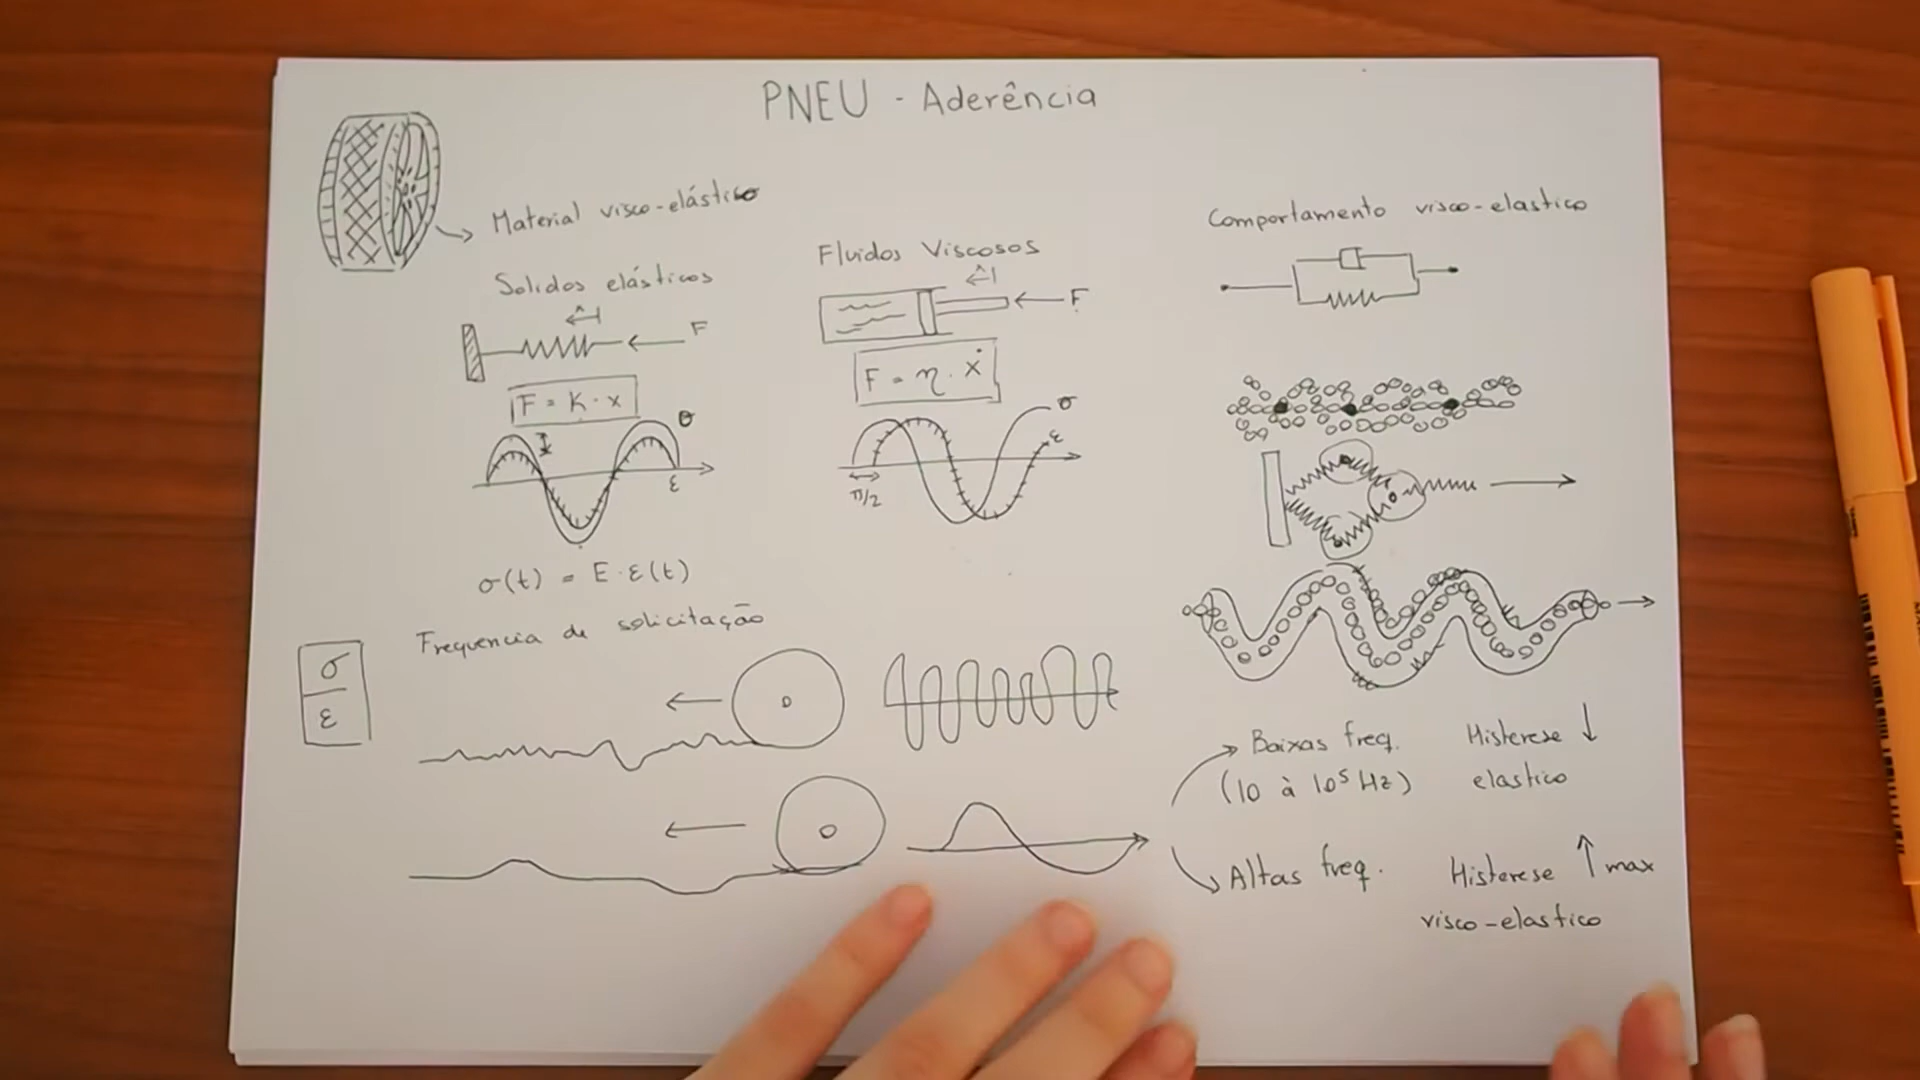 PNEU - Aderência
Material visco-elástico
Solidos elásticos
F
F = K · x
σ
ε
σ(t) = E · ε(t)
Fluidos Viscosos
F
F = η · ẋ
σ
ε
π/2
Comportamento visco-elastico
Frequencia de solicitação
σ
ε
Baixas freq. Histerese ↓
(10 à 10⁵ Hz) elastico
Altas freq. Histerese ↑ max
visco-elastico